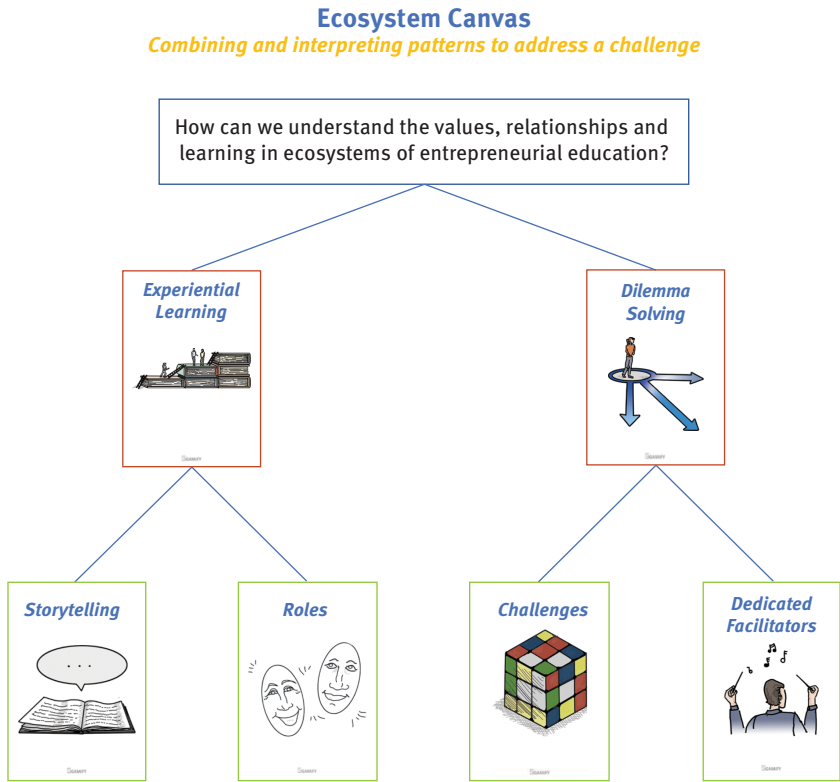 Ecosystem Canvas
Combining and interpreting patterns to address a challenge
How can we understand the values, relationships and
learning in ecosystems of entrepreneurial education?
Experiential
Learning
Dilemma
Solving
Storytelling
. . .
Roles
Challenges
Dedicated
Facilitators